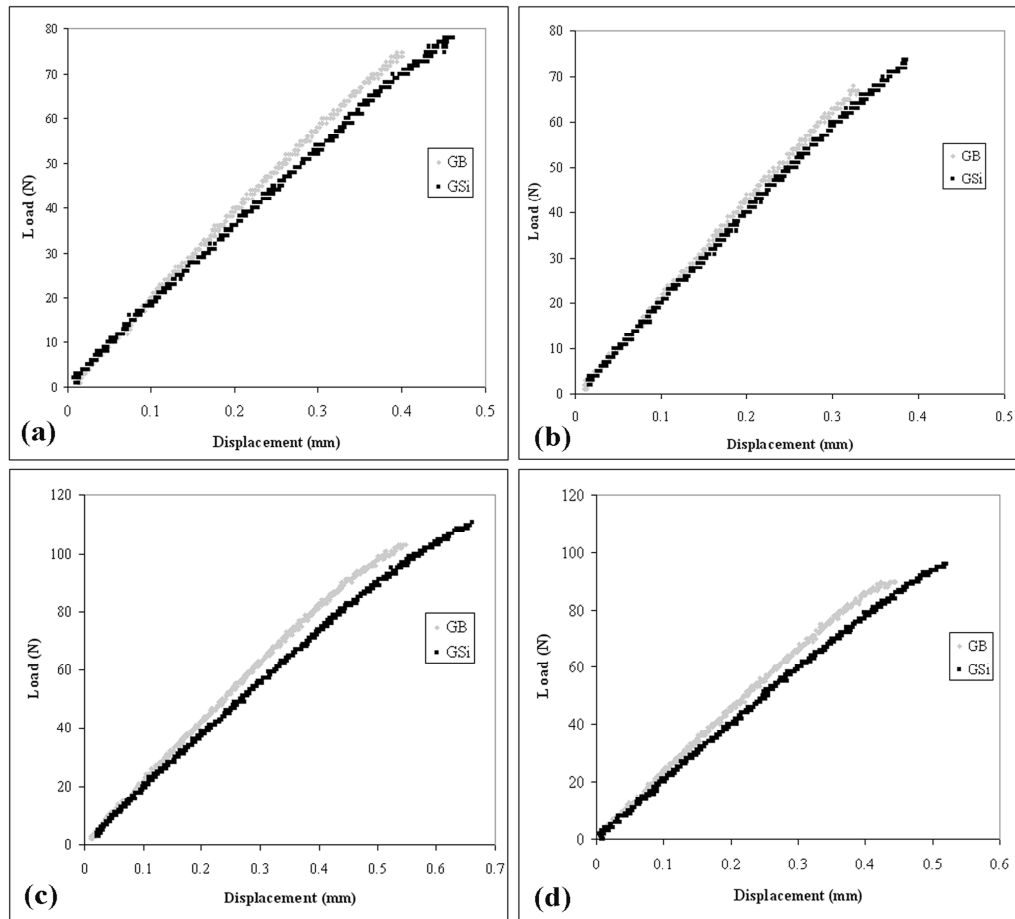 80
70
60
50
40
30
20
10
0
Load (N)
GB
GSi
0 0.1 0.2 0.3 0.4 0.5
Displacement (mm)
(a)
80
70
60
50
40
30
20
10
0
Load (N)
GB
GSi
0 0.1 0.2 0.3 0.4 0.5
Displacement (mm)
(b)
120
100
80
60
40
20
0
Load (N)
GB
GSi
0 0.1 0.2 0.3 0.4 0.5 0.6 0.7
Displacement (mm)
(c)
120
100
80
60
40
20
0
Load (N)
GB
GSi
0 0.1 0.2 0.3 0.4 0.5 0.6
Displacement (mm)
(d)